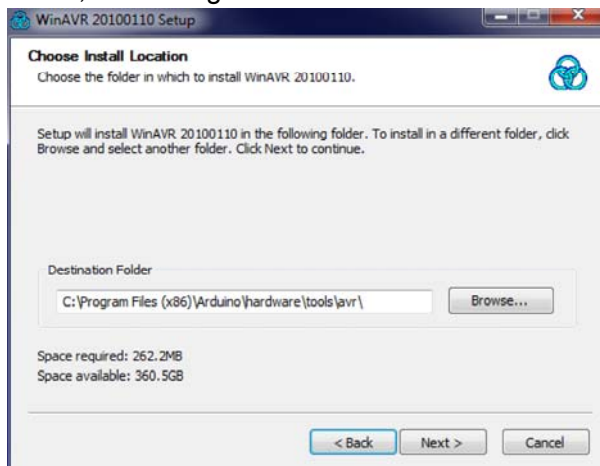 WinAVR 20100110 Setup
Choose Install Location
Choose the folder in which to install WinAVR 20100110.
Setup will install WinAVR 20100110 in the following folder. To install in a different folder, click
Browse and select another folder. Click Next to continue.
Destination Folder
C:\Program Files (x86)\Arduino\hardware\tools\avr\
Browse...
Space required: 262.2MB
Space available: 360.5GB
< Back
Next >
Cancel